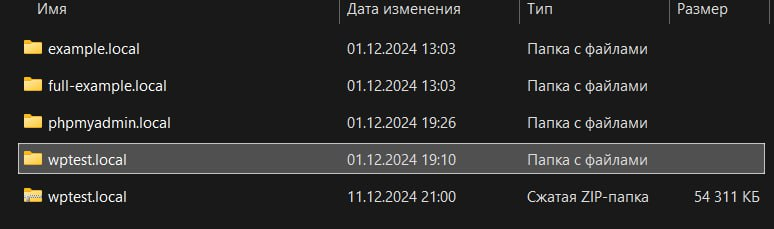 Имя Дата изменения Тип Размер
example.local 01.12.2024 13:03 Папка с файлами
full-example.local 01.12.2024 13:03 Папка с файлами
phpmyadmin.local 01.12.2024 19:26 Папка с файлами
wptest.local 01.12.2024 19:10 Папка с файлами
wptest.local 11.12.2024 21:00 Сжатая ZIP-папка 54 311 КБ